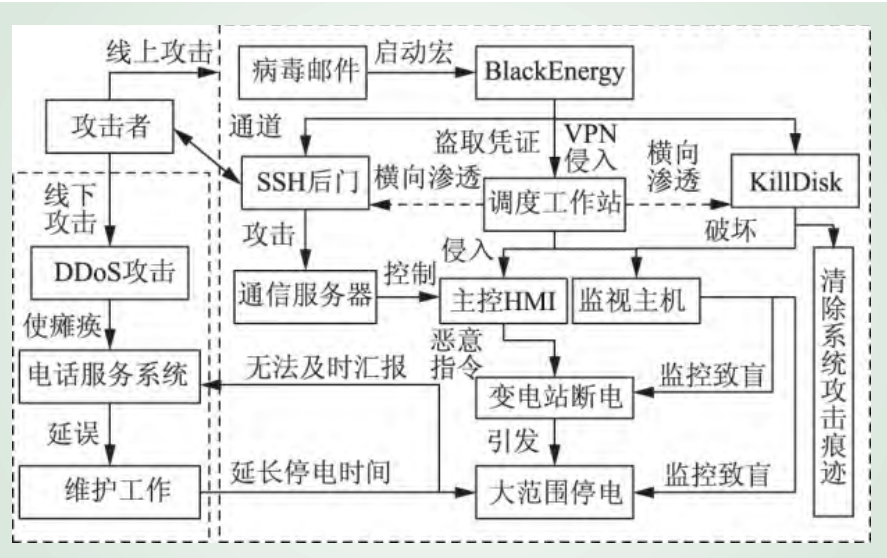 线上攻击
病毒邮件
启动宏
BlackEnergy
攻击者
通道
盗取凭证
VPN
侵入
横向
渗透
线下
攻击
SSH后门
横向渗透
调度工作站
KillDisk
攻击
侵入
破坏
DDoS攻击
通信服务器
控制
主控HMI
监视主机
清除系统攻击痕迹
使瘫痪
恶意
指令
电话服务系统
无法及时汇报
变电站断电
监控致盲
延误
引发
维护工作
延长停电时间
大范围停电
监控致盲